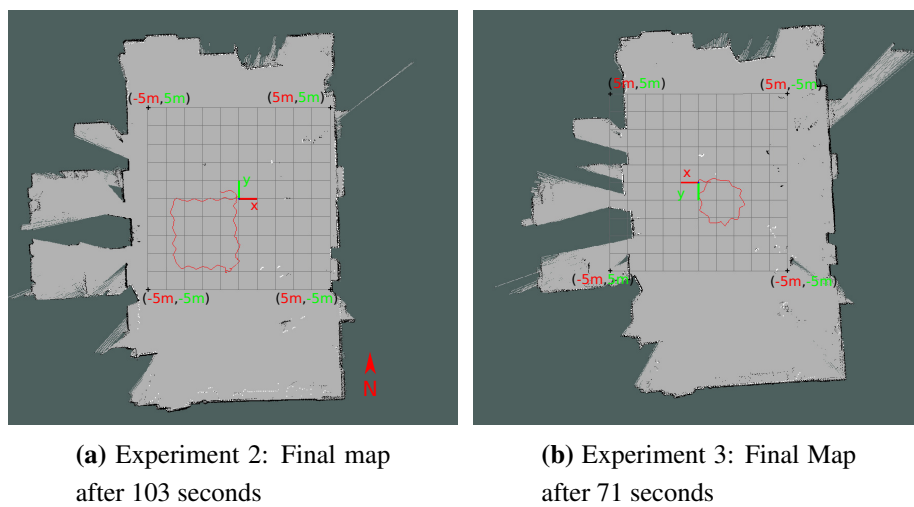 (-5m,5m) (5m,5m)
y
x
(-5m,-5m) (5m,-5m)
N
(5m,5m) (5m,-5m)
x
y
(-5m,5m) (-5m,-5m)
(a) Experiment 2: Final map
after 103 seconds
(b) Experiment 3: Final Map
after 71 seconds